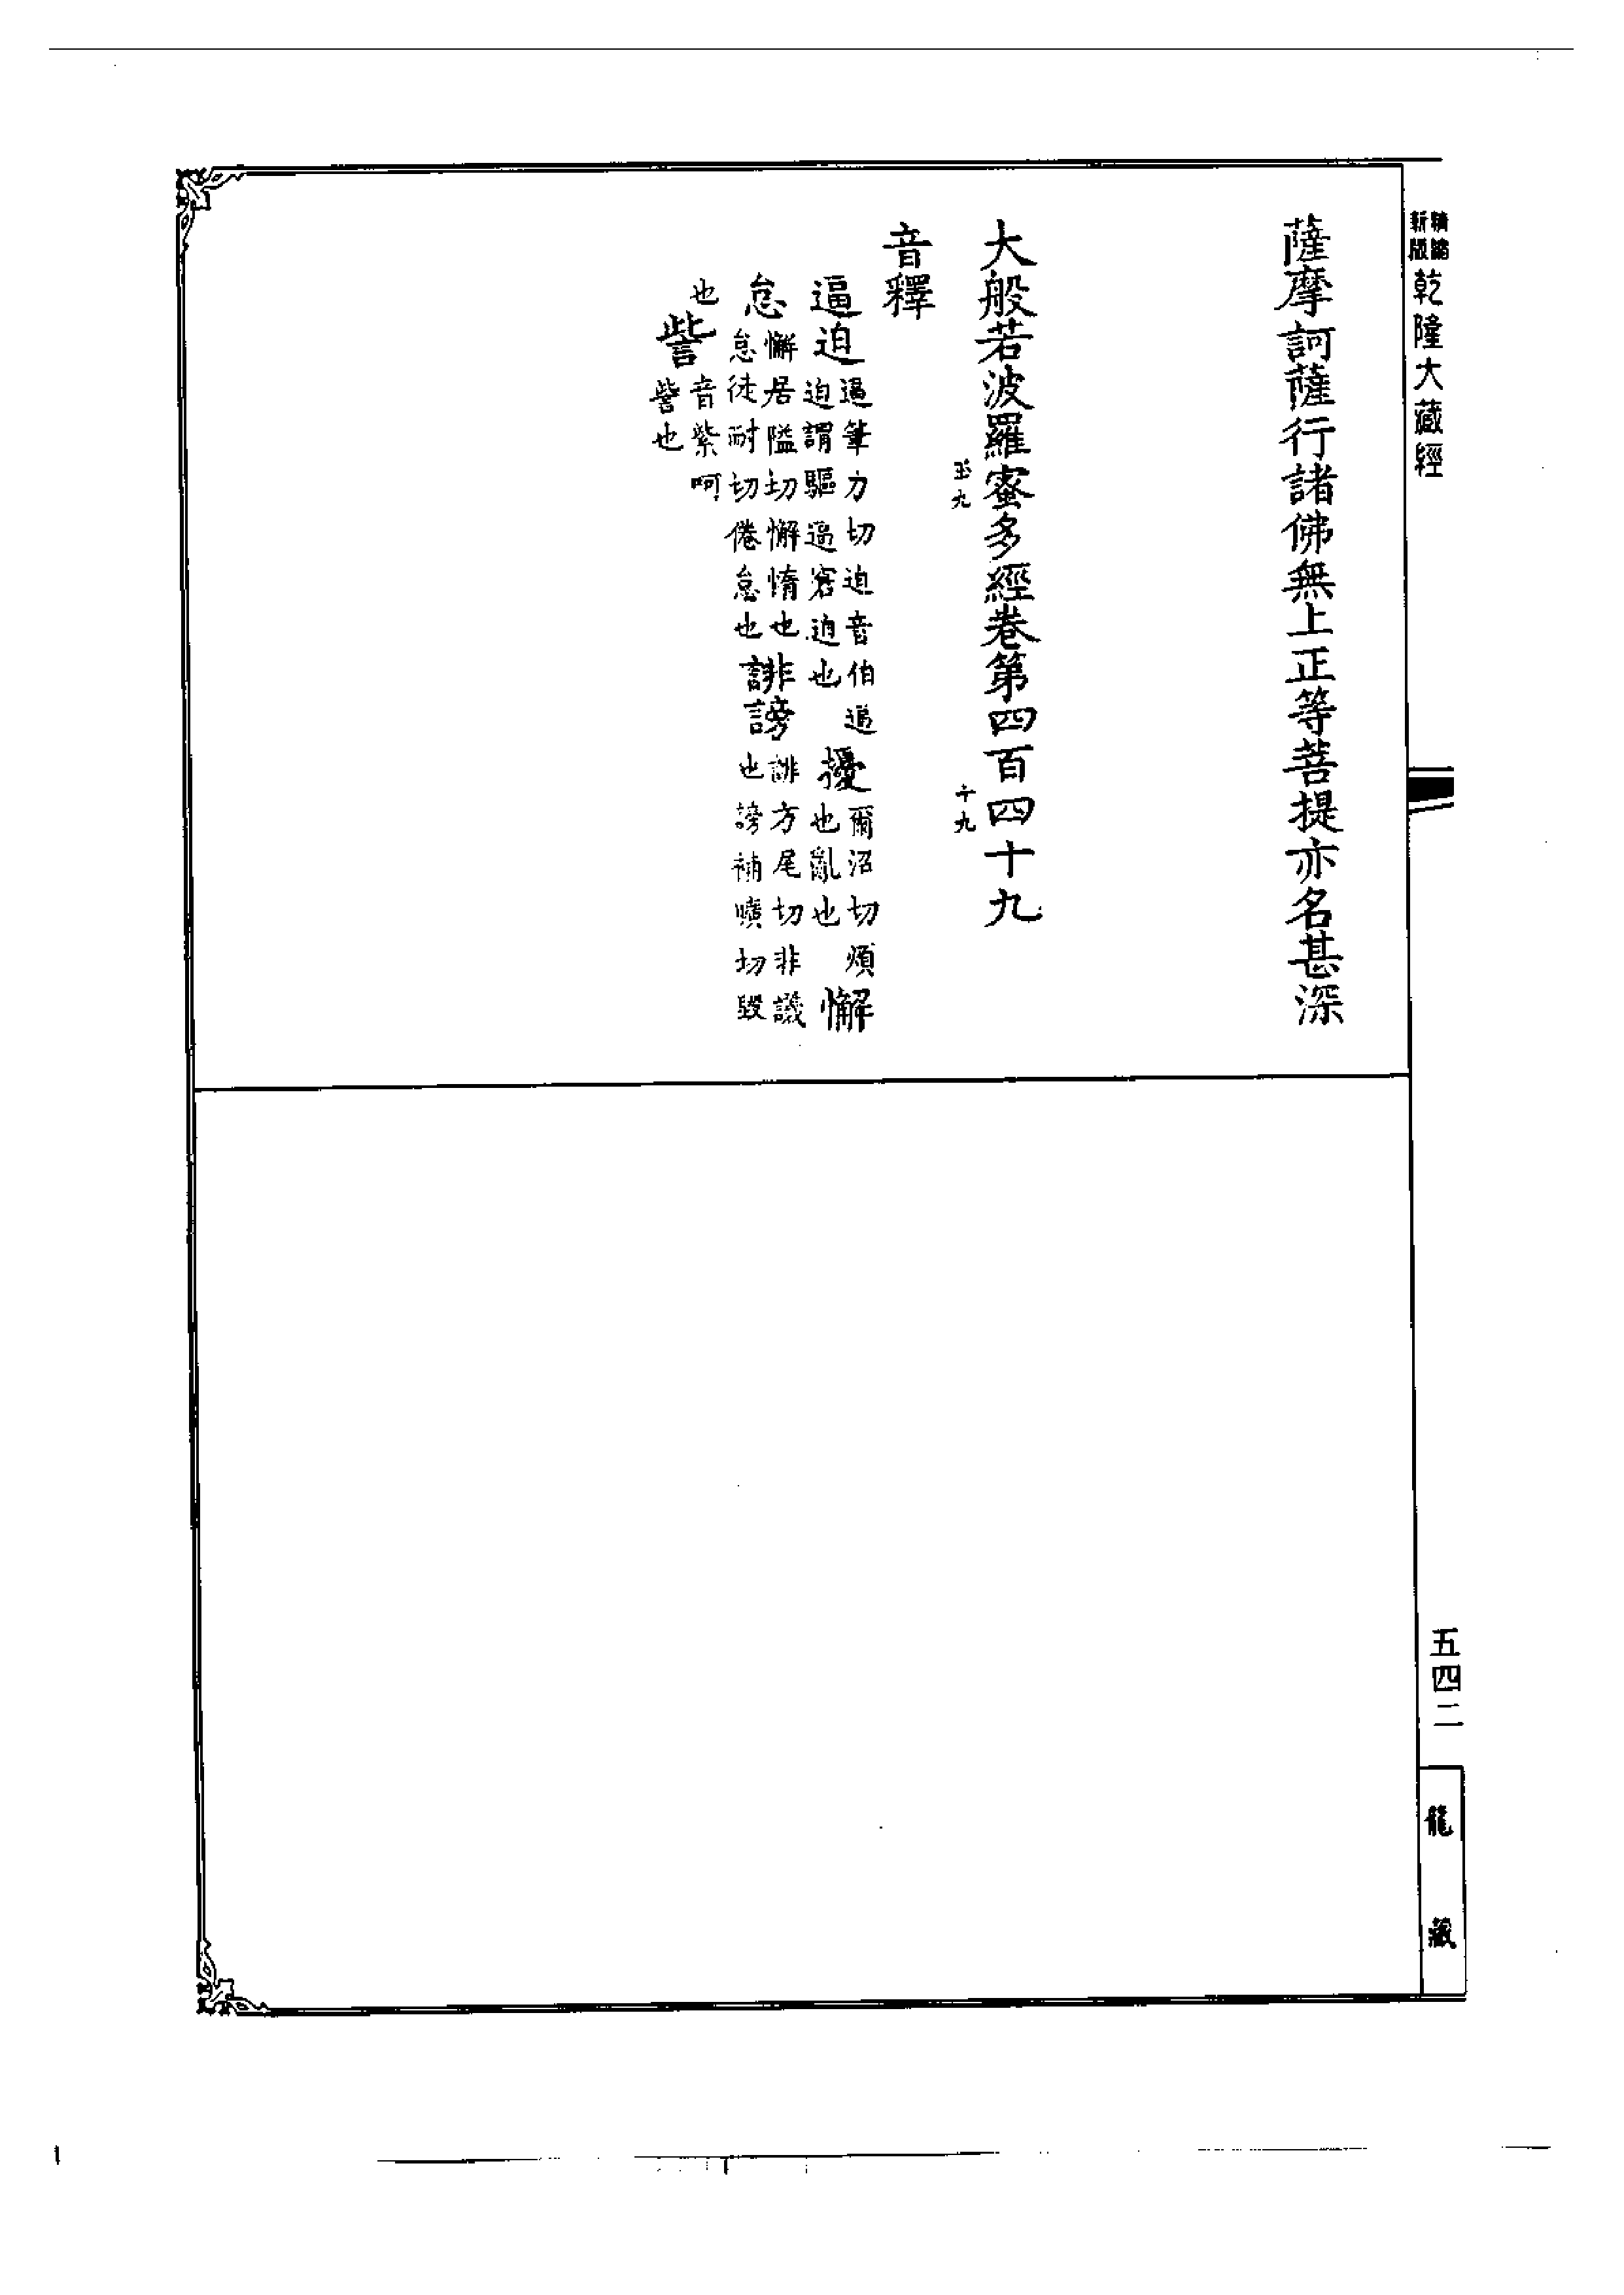 精縮新版
乾隆大藏經
薩摩訶薩行諸佛無上正等菩提亦名甚深
大般若波羅蜜多經卷第四百四十九
玉九
十九
音釋
逼迫
逼筆力切迫音伯逼
迫謂驅逼窘迫也
擾
爾沼切煩
也亂也
懈
怠
懈居隘切懈惰也
怠徒耐切倦怠也
誹謗
誹方尾切非議
也謗補曠切毀
也
訾
音紫呵
訾也
五四二
龍藏